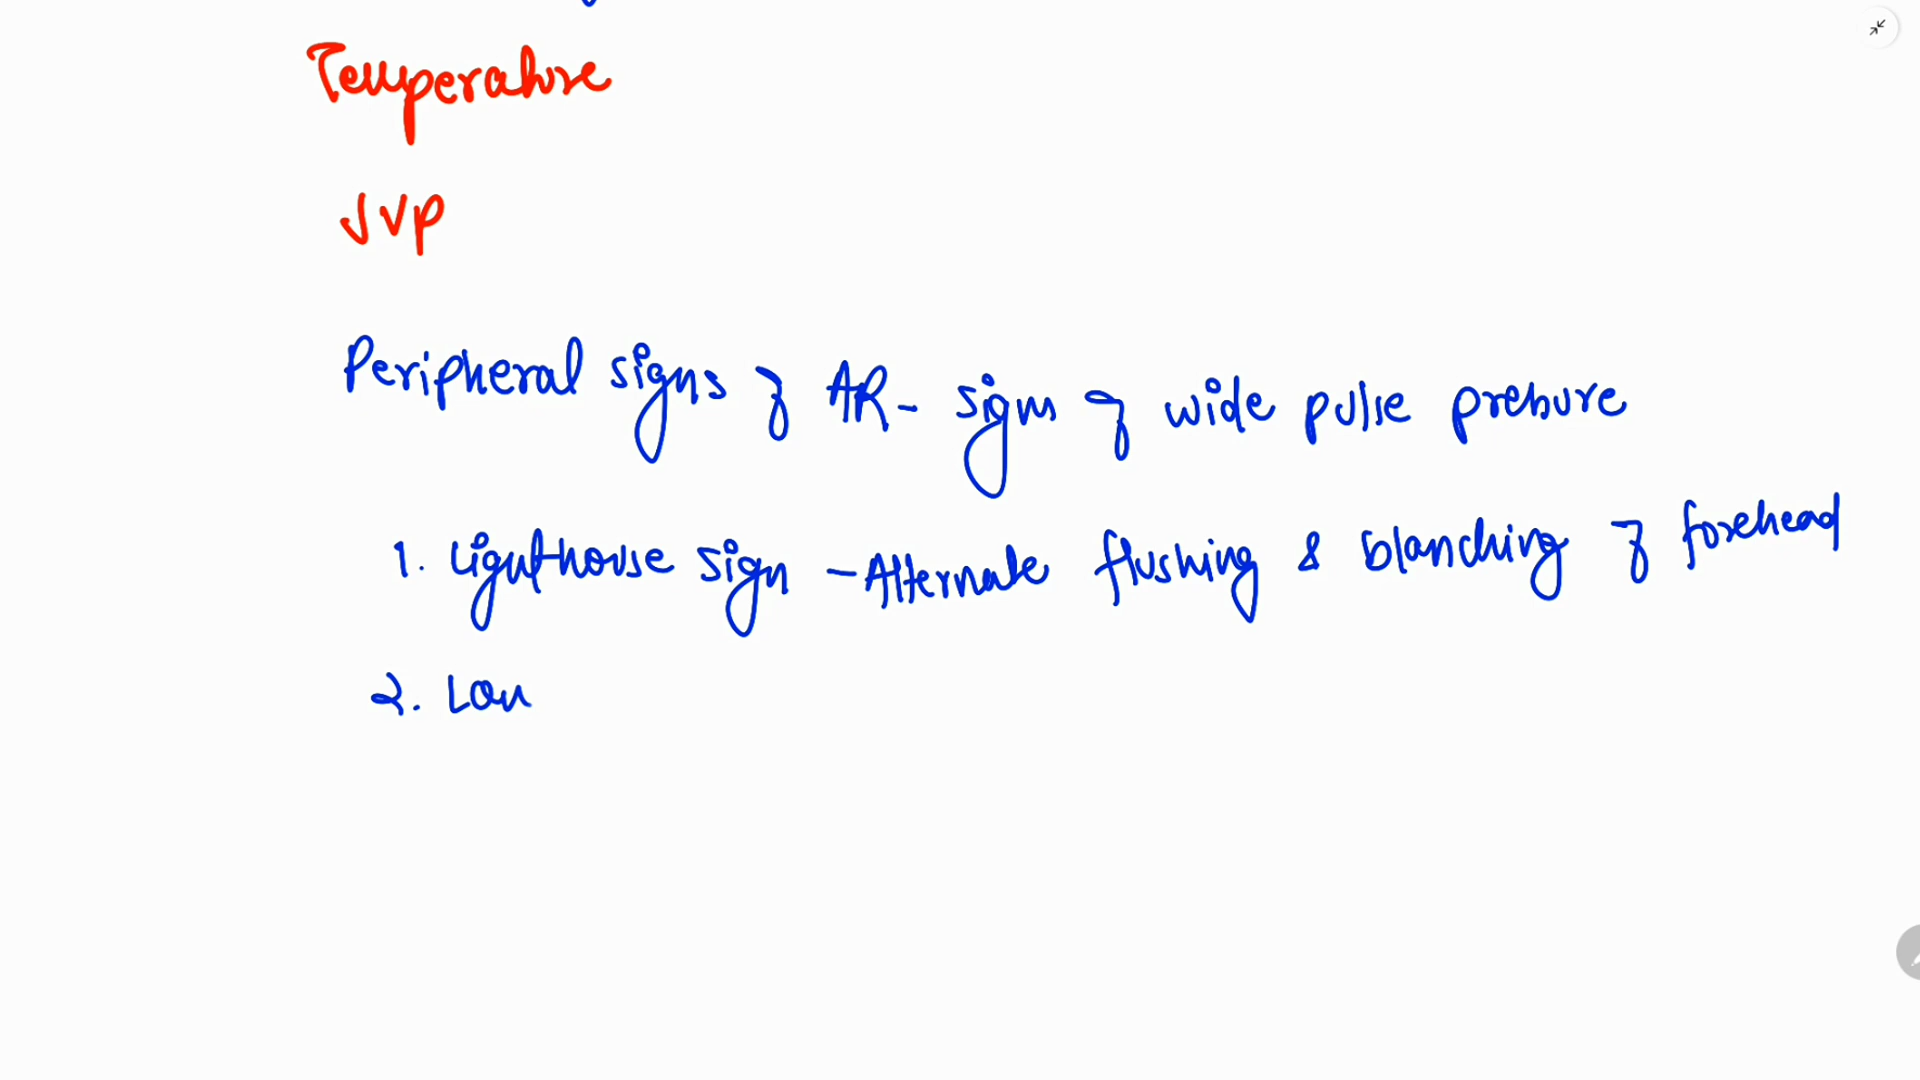 Temperature
JVP
Peripheral signs of AR - signs of wide pulse pressure
1. Lighthouse sign - Alternate flushing & blanching of forehead
2. Lan